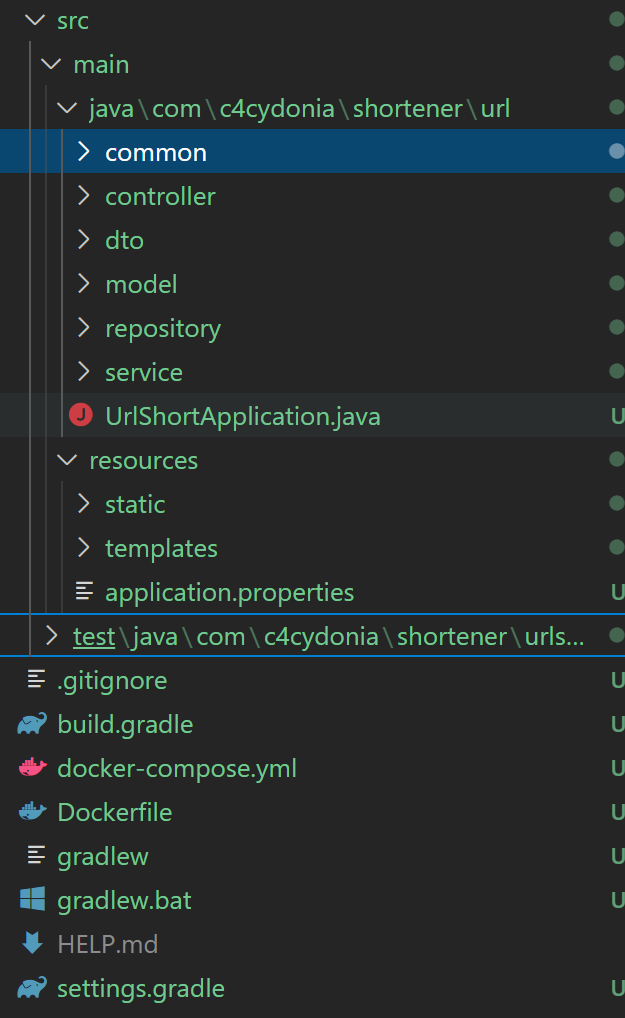 src
main
java\com\c4cydonia\shortener\url
common
controller
dto
model
repository
service
J UrlShortApplication.java U
resources
static
templates
application.properties U
test\java\com\c4cydonia\shortener\urls...
.gitignore U
build.gradle U
docker-compose.yml U
Dockerfile U
gradlew U
gradlew.bat U
HELP.md
settings.gradle U